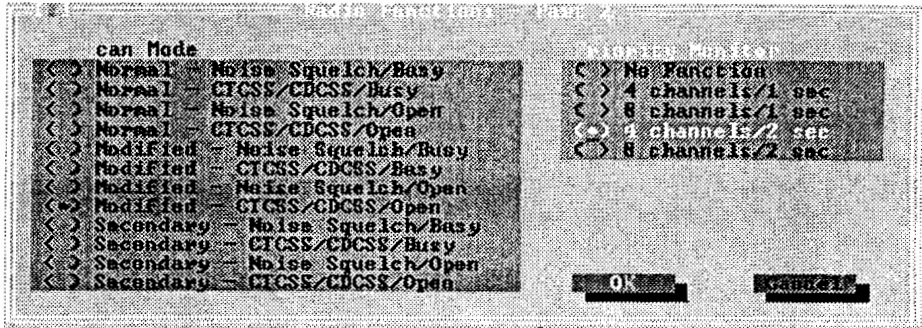 Radio Functions - Page 2
can Mode
( ) Normal - Noise Squelch/Busy
( ) Normal - CTCSS/CDCSS/Busy
( ) Normal - Noise Squelch/Open
( ) Normal - CTCSS/CDCSS/Open
( ) Modified - Noise Squelch/Busy
( ) Modified - CTCSS/CDCSS/Busy
( ) Modified - Noise Squelch/Open
(•) Modified - CTCSS/CDCSS/Open
( ) Secondary - Noise Squelch/Busy
( ) Secondary - CTCSS/CDCSS/Busy
( ) Secondary - Noise Squelch/Open
( ) Secondary - CTCSS/CDCSS/Open
Monitor
( ) No Function
( ) 4 channels/1 sec
( ) 8 channels/1 sec
(•) 4 channels/2 sec
( ) 8 channels/2 sec
OK
Cancel